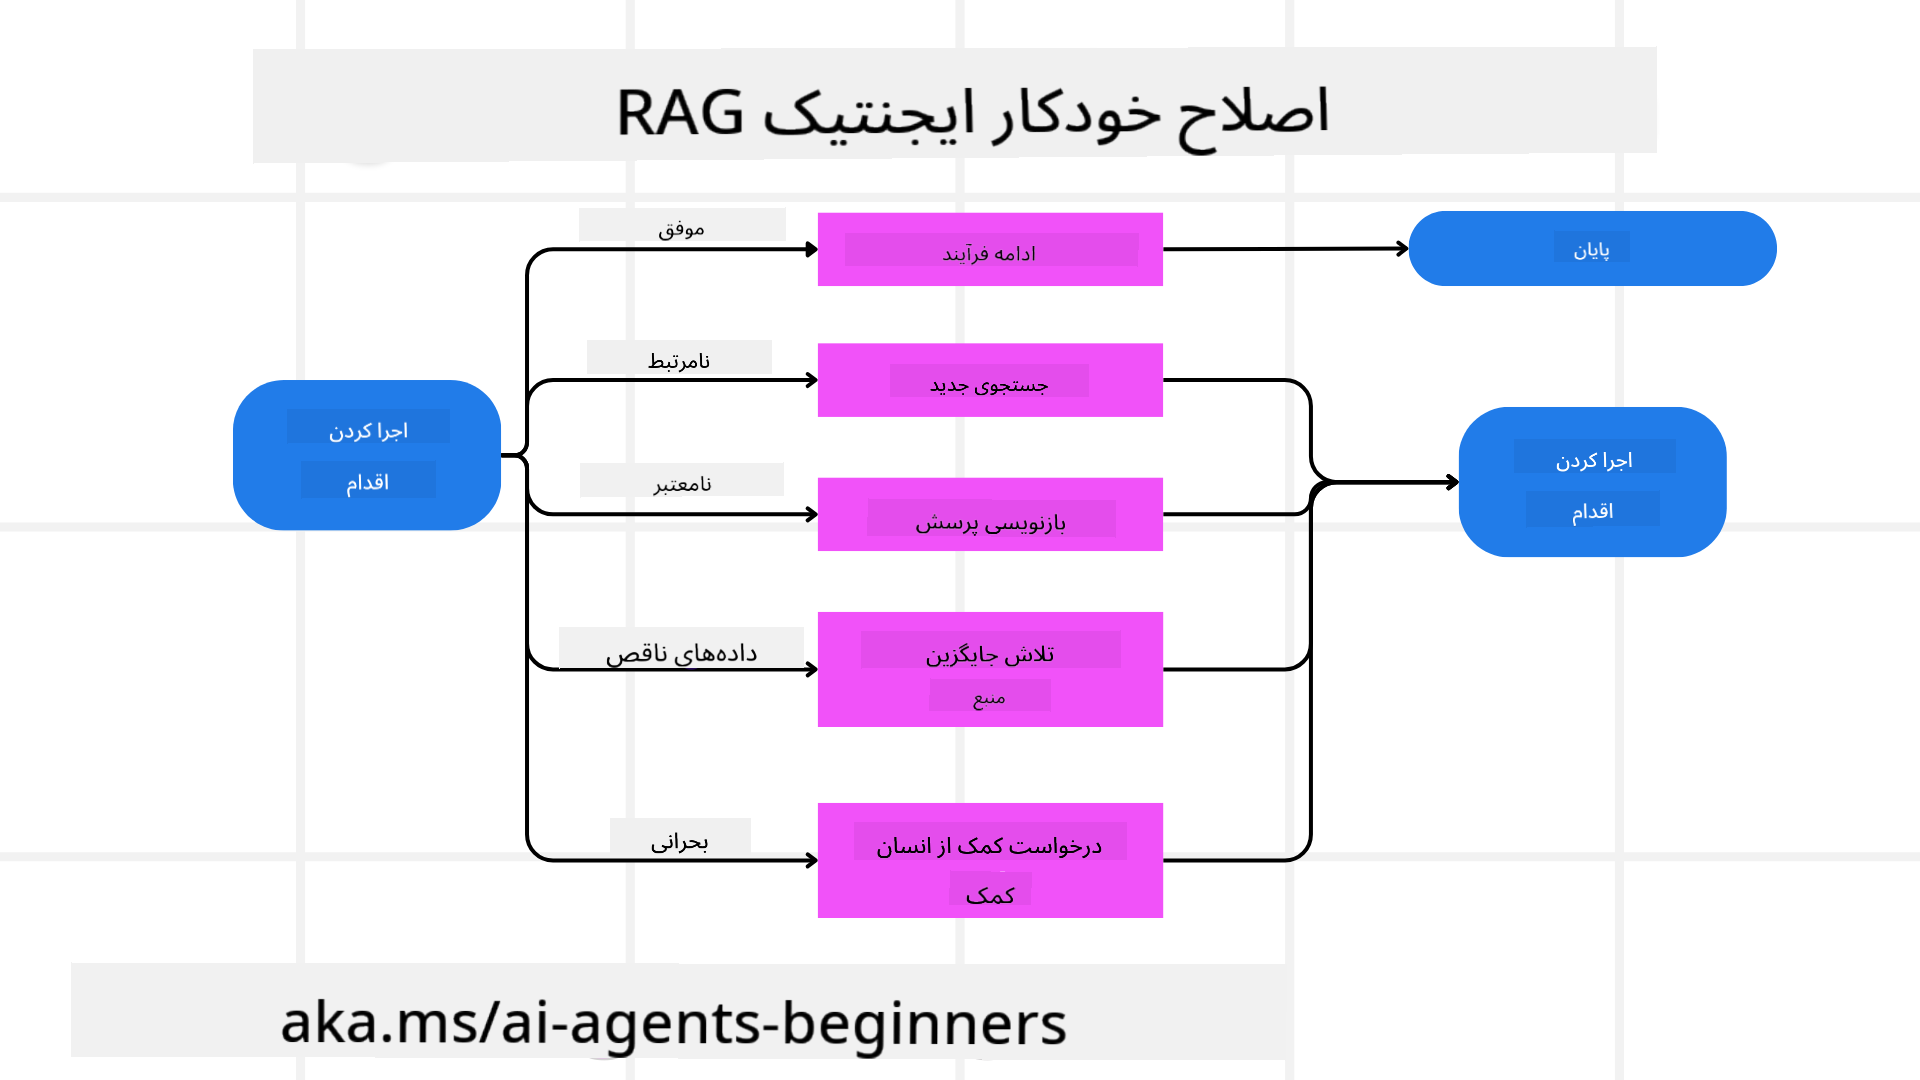 اصلاح خودکار ایجنتیک RAG
موفق
ادامه فرآیند
پایان
نامرتبط
جستجوی جدید
اجرا کردن
اقدام
نامعتبر
بازنویسی پرسش
اجرا کردن
اقدام
داده‌های ناقص
تلاش جایگزین
منبع
بحرانی
درخواست کمک از انسان
کمک
aka.ms/ai-agents-beginners